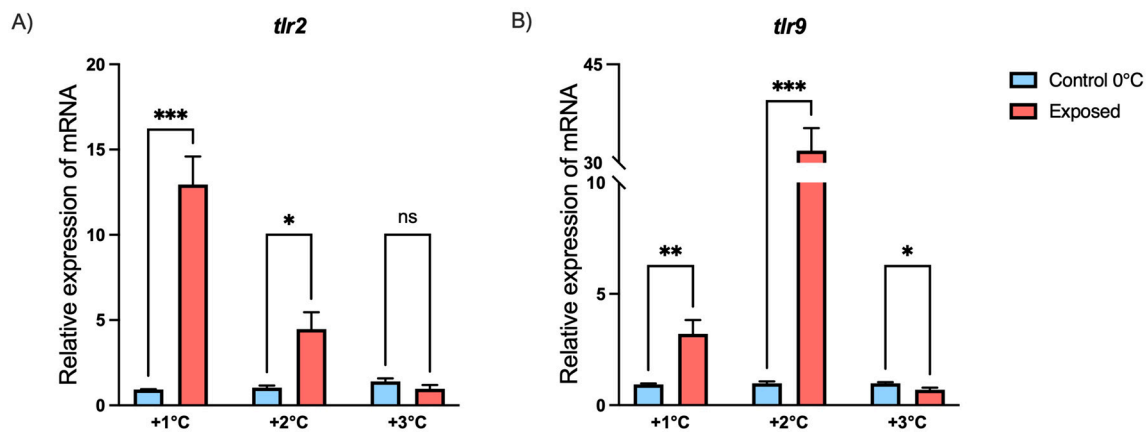 A)
tlr2
Relative expression of mRNA
20
15
10
5
0
***
*
ns
+1°C
+2°C
+3°C
B)
tlr9
Relative expression of mRNA
45
30
10
5
0
**
***
*
+1°C
+2°C
+3°C
Control 0°C
Exposed